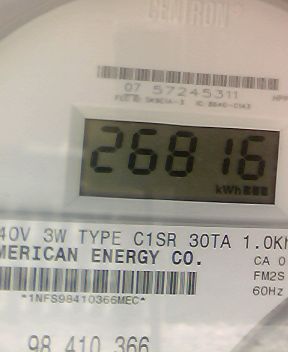 CENTRON
07 57245311
26816
kWh
40V 3W TYPE C1SR 30TA 1.0Kh
MERICAN ENERGY CO.
CA 0
FM2S
*1NFS98410366MEC*
60Hz
98 410 366